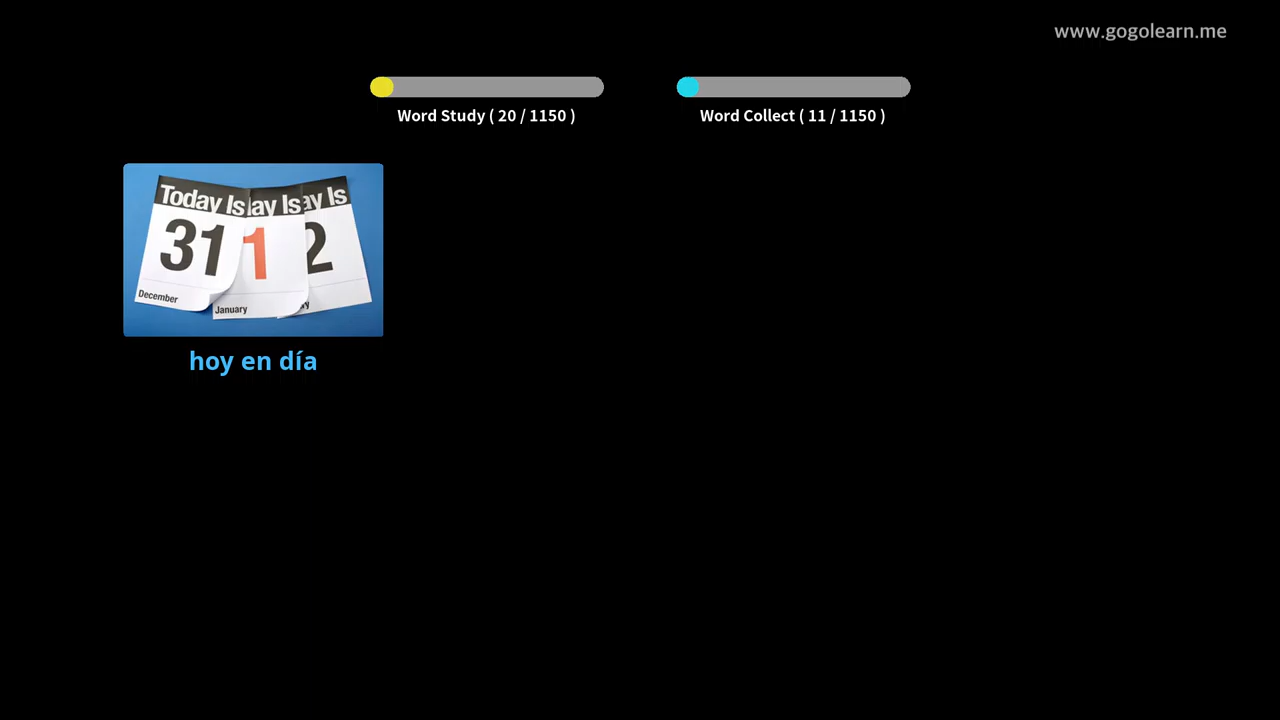 www.gogolearn.me
Word Study ( 20 / 1150 )
Word Collect ( 11 / 1150 )
Today Is
ay Is
ay Is
31
1
2
December
January
hoy en día